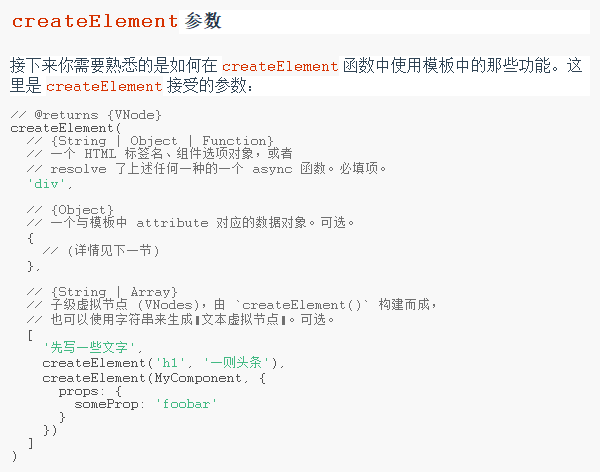 createElement 参数
接下来你需要熟悉的是如何在 createElement 函数中使用模板中的那些功能。这
里是 createElement 接受的参数：
// @returns {VNode}
createElement(
  // {String | Object | Function}
  // 一个 HTML 标签名、组件选项对象，或者
  // resolve 了上述任何一种的一个 async 函数。必填项。
  'div',

  // {Object}
  // 一个与模板中 attribute 对应的数据对象。可选。
  {
    // (详情见下一节)
  },

  // {String | Array}
  // 子级虚拟节点 (VNodes)，由 `createElement()` 构建而成，
  // 也可以使用字符串来生成“文本虚拟节点”。可选。
  [
    '先写一些文字',
    createElement('h1', '一则头条'),
    createElement(MyComponent, {
      props: {
        someProp: 'foobar'
      }
    })
  ]
)